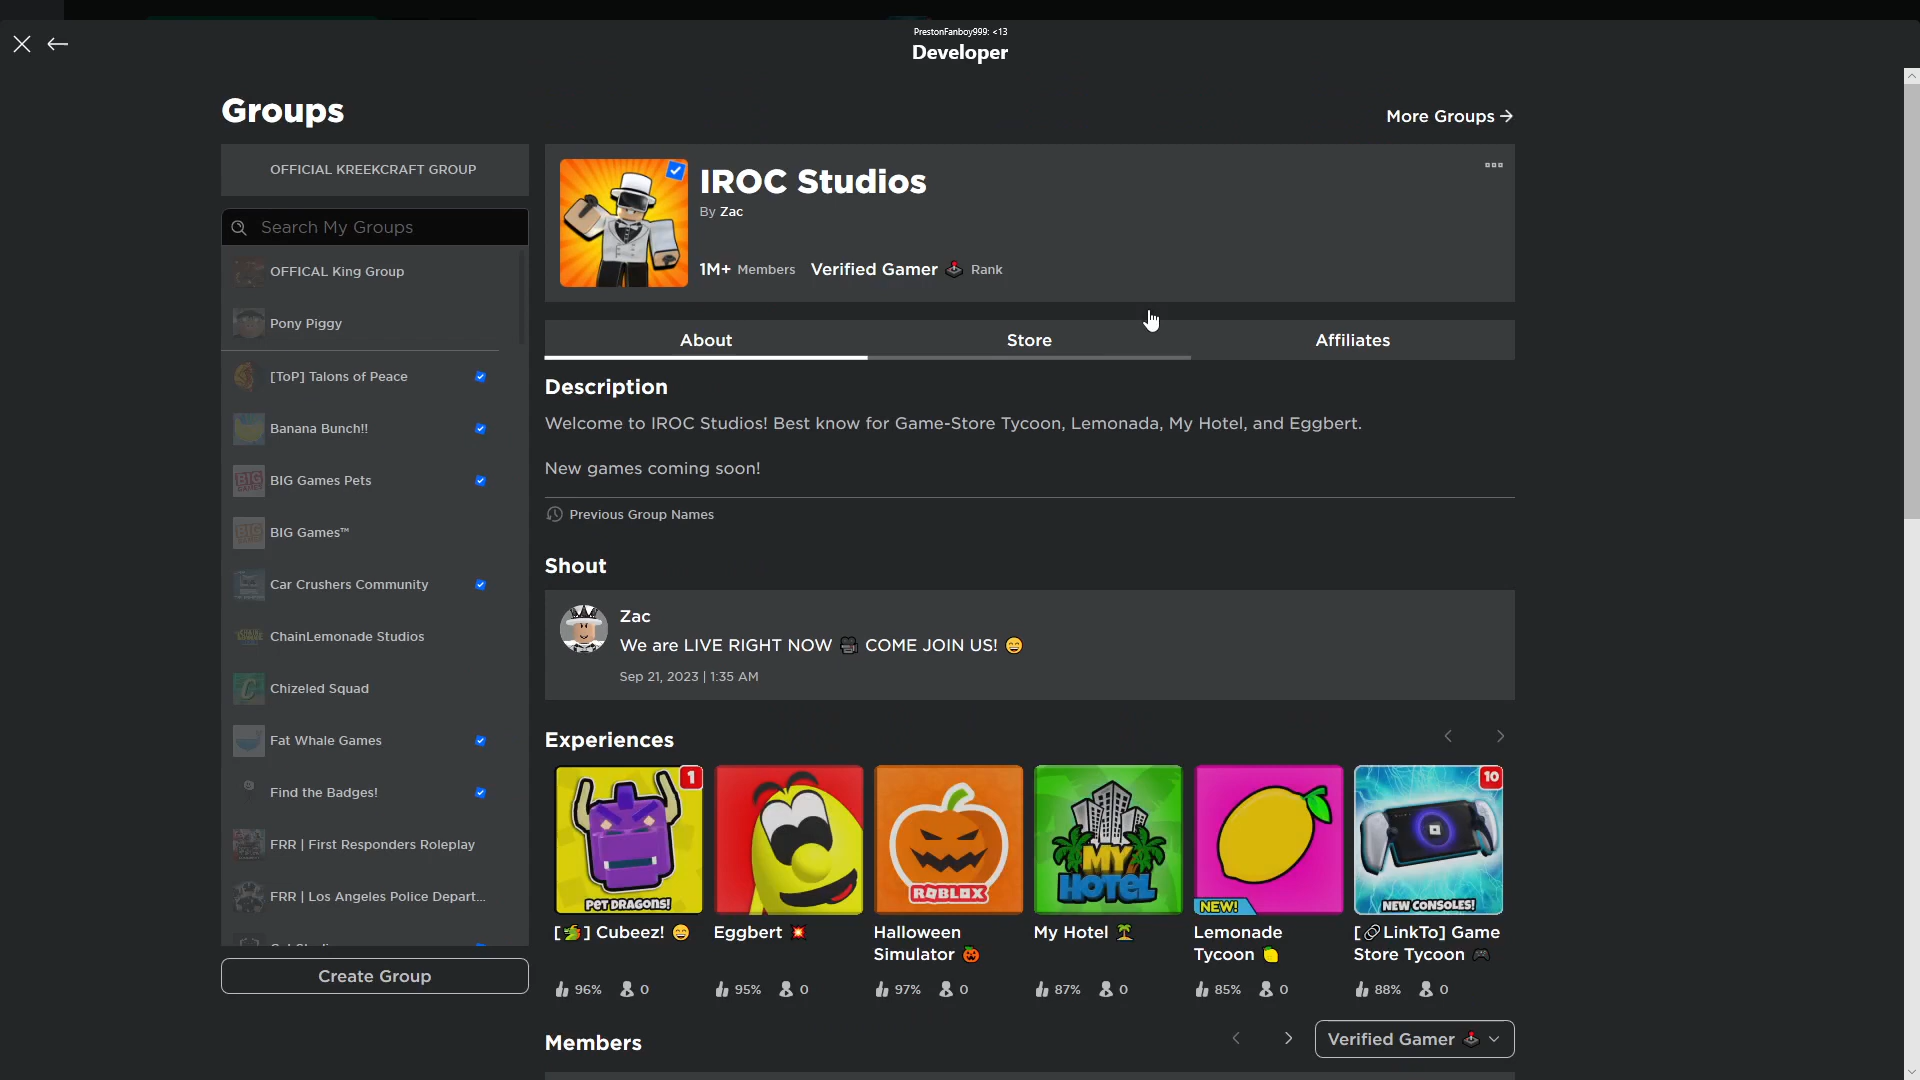 PrestonFanboy999: <13
Developer
Groups
More Groups →
OFFICIAL KREEKCRAFT GROUP
Search My Groups
OFFICAL King Group
Pony Piggy
[ToP] Talons of Peace
Banana Bunch!!
BIG Games Pets
BIG Games™
Car Crushers Community
ChainLemonade Studios
Chizeled Squad
Fat Whale Games
Find the Badges!
FRR | First Responders Roleplay
FRR | Los Angeles Police Depart...
Create Group
IROC Studios
By Zac
1M+ Members Verified Gamer 🕹️ Rank
About
Store
Affiliates
Description
Welcome to IROC Studios! Best know for Game-Store Tycoon, Lemonada, My Hotel, and Eggbert.
New games coming soon!
Previous Group Names
Shout
Zac
We are LIVE RIGHT NOW 🎥 COME JOIN US! 😄
Sep 21, 2023 | 1:35 AM
Experiences
1
PET DRAGONS!
[🐲] Cubeez! 😄
96% 0
Eggbert 💥
95% 0
ROBLOX
Halloween
Simulator 🎃
97% 0
MY
HOTEL
My Hotel 🌴
87% 0
NEW!
Lemonade
Tycoon 🍋
85% 0
10
NEW CONSOLES!
[🔗LinkTo] Game
Store Tycoon 🎮
88% 0
Members
Verified Gamer 🕹️